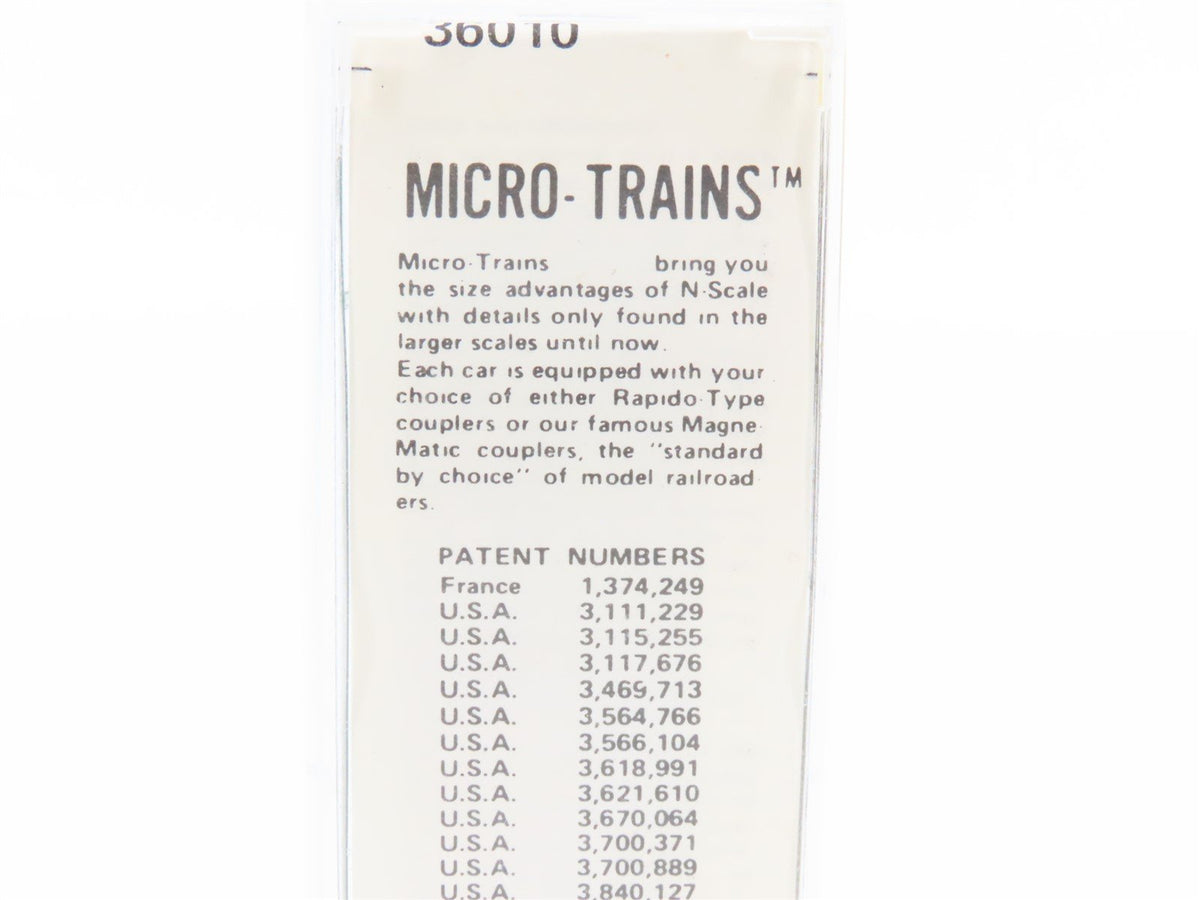 36010
MICRO-TRAINS™
Micro-Trains bring you
the size advantages of N-Scale
with details only found in the
larger scales until now.
Each car is equipped with your
choice of either Rapido-Type
couplers or our famous Magne-
Matic couplers, the "standard
by choice" of model railroad-
ers.
PATENT NUMBERS
France 1,374,249
U.S.A. 3,111,229
U.S.A. 3,115,255
U.S.A. 3,117,676
U.S.A. 3,469,713
U.S.A. 3,564,766
U.S.A. 3,566,104
U.S.A. 3,618,991
U.S.A. 3,621,610
U.S.A. 3,670,064
U.S.A. 3,700,371
U.S.A. 3,700,889
U.S.A. 3,840,127